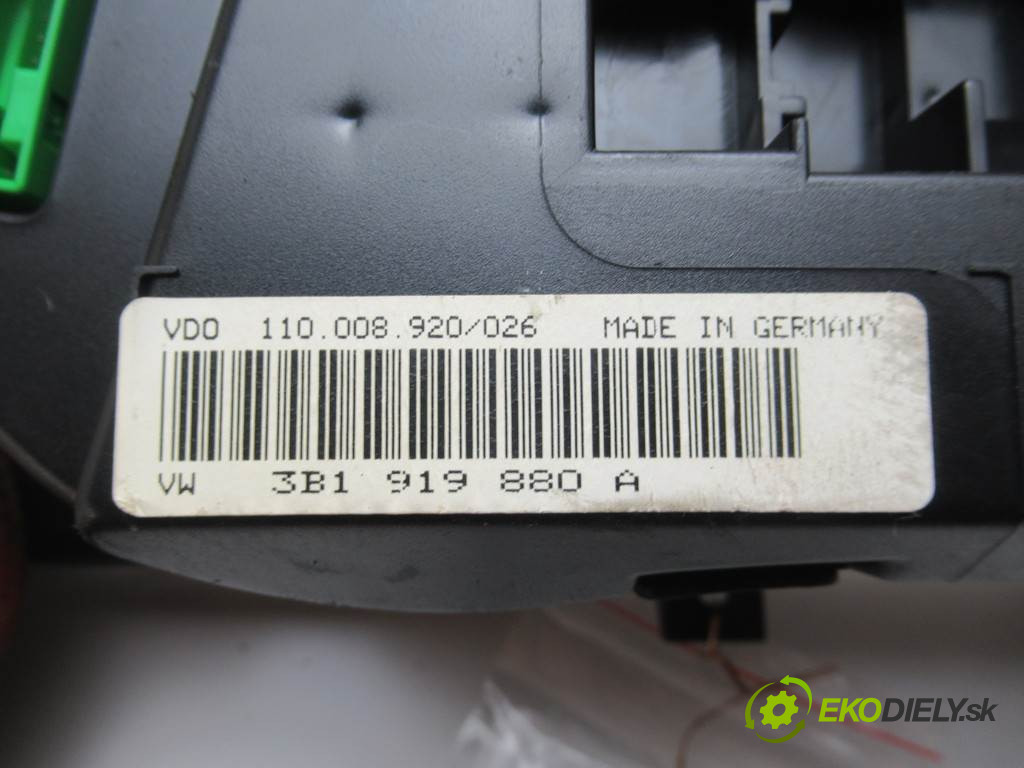 VDO 110.008.920/026 MADE IN GERMANY
VW 3B1 919 880 A
EKODIELY.sk